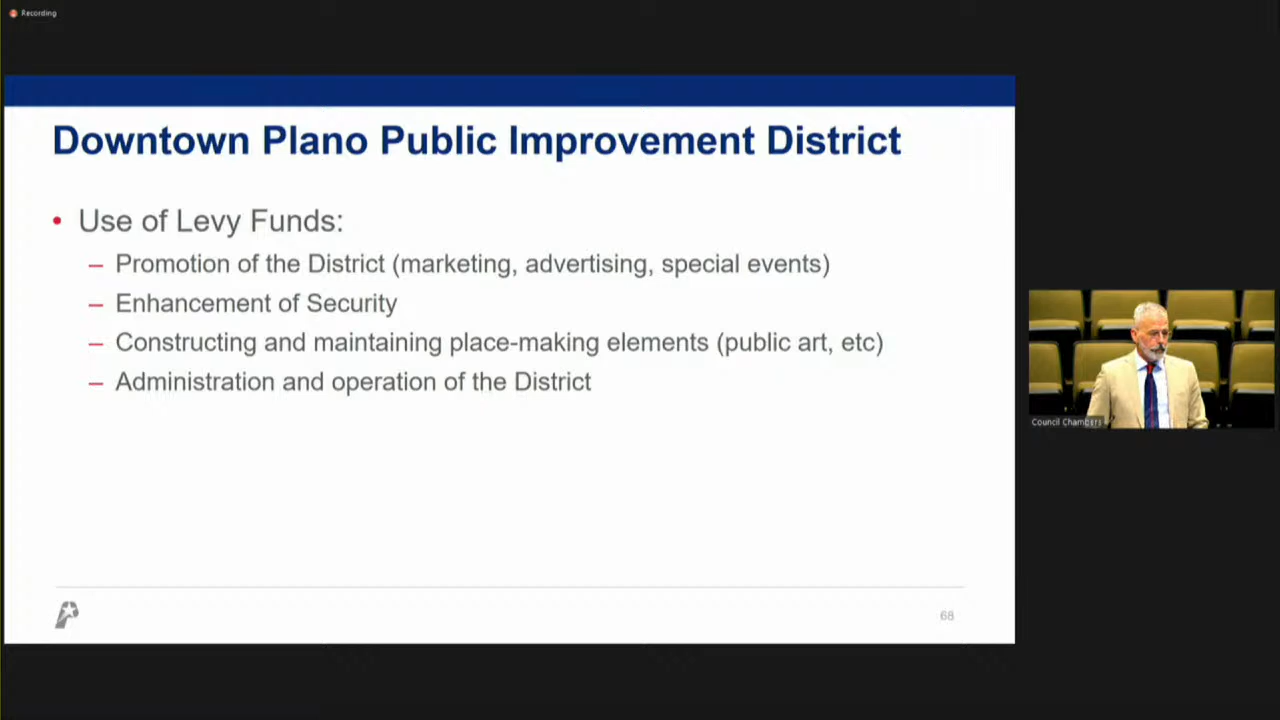 Recording
Downtown Plano Public Improvement District
• Use of Levy Funds:
– Promotion of the District (marketing, advertising, special events)
– Enhancement of Security
– Constructing and maintaining place-making elements (public art, etc)
– Administration and operation of the District
Council Chambers
68